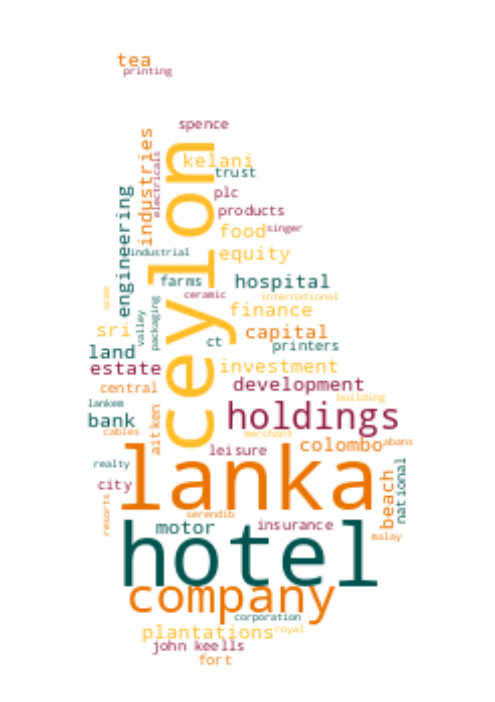 tea
printing
spence
ceylon
kelani
industries
electricals
trust
engineering
plc
products
food
singer
industrial
equity
farms
hospital
acme
ceramic
international
packaging
finance
valley
sri
capital
ct
printers
land
estate
investment
central
development
building
lankem
holdings
bank
aitken
cables
merchant
colombo
abans
lanka
leisure
realty
national
beach
city
resorts
serendib
motor
insurance
hotel
malay
company
corporation
plantations
royal
john keells
fort